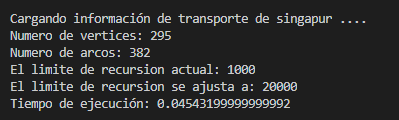 Cargando información de transporte de singapur ....
Numero de vertices: 295
Numero de arcos: 382
El limite de recursion actual: 1000
El limite de recursion se ajusta a: 20000
Tiempo de ejecución: 0.04543199999999992